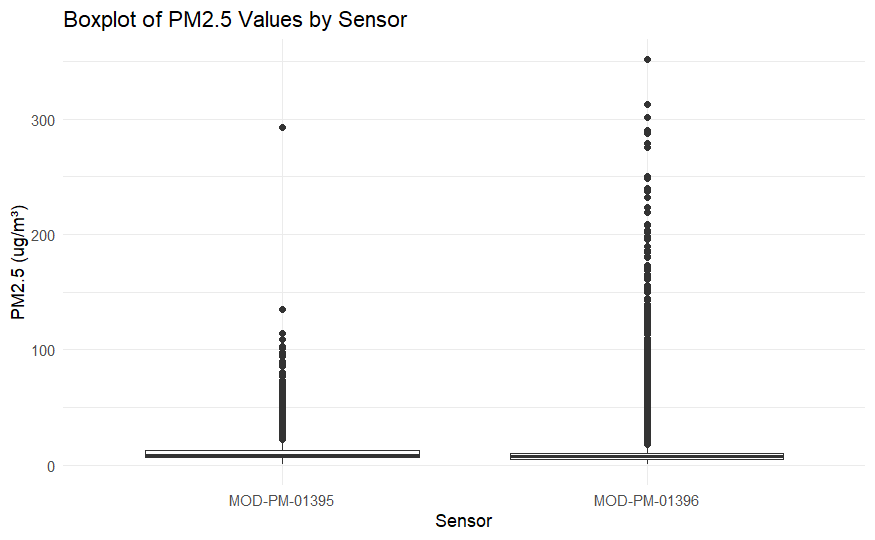 Boxplot of PM2.5 Values by Sensor
PM2.5 (ug/m³)
300
200
100
0
MOD-PM-01395
MOD-PM-01396
Sensor